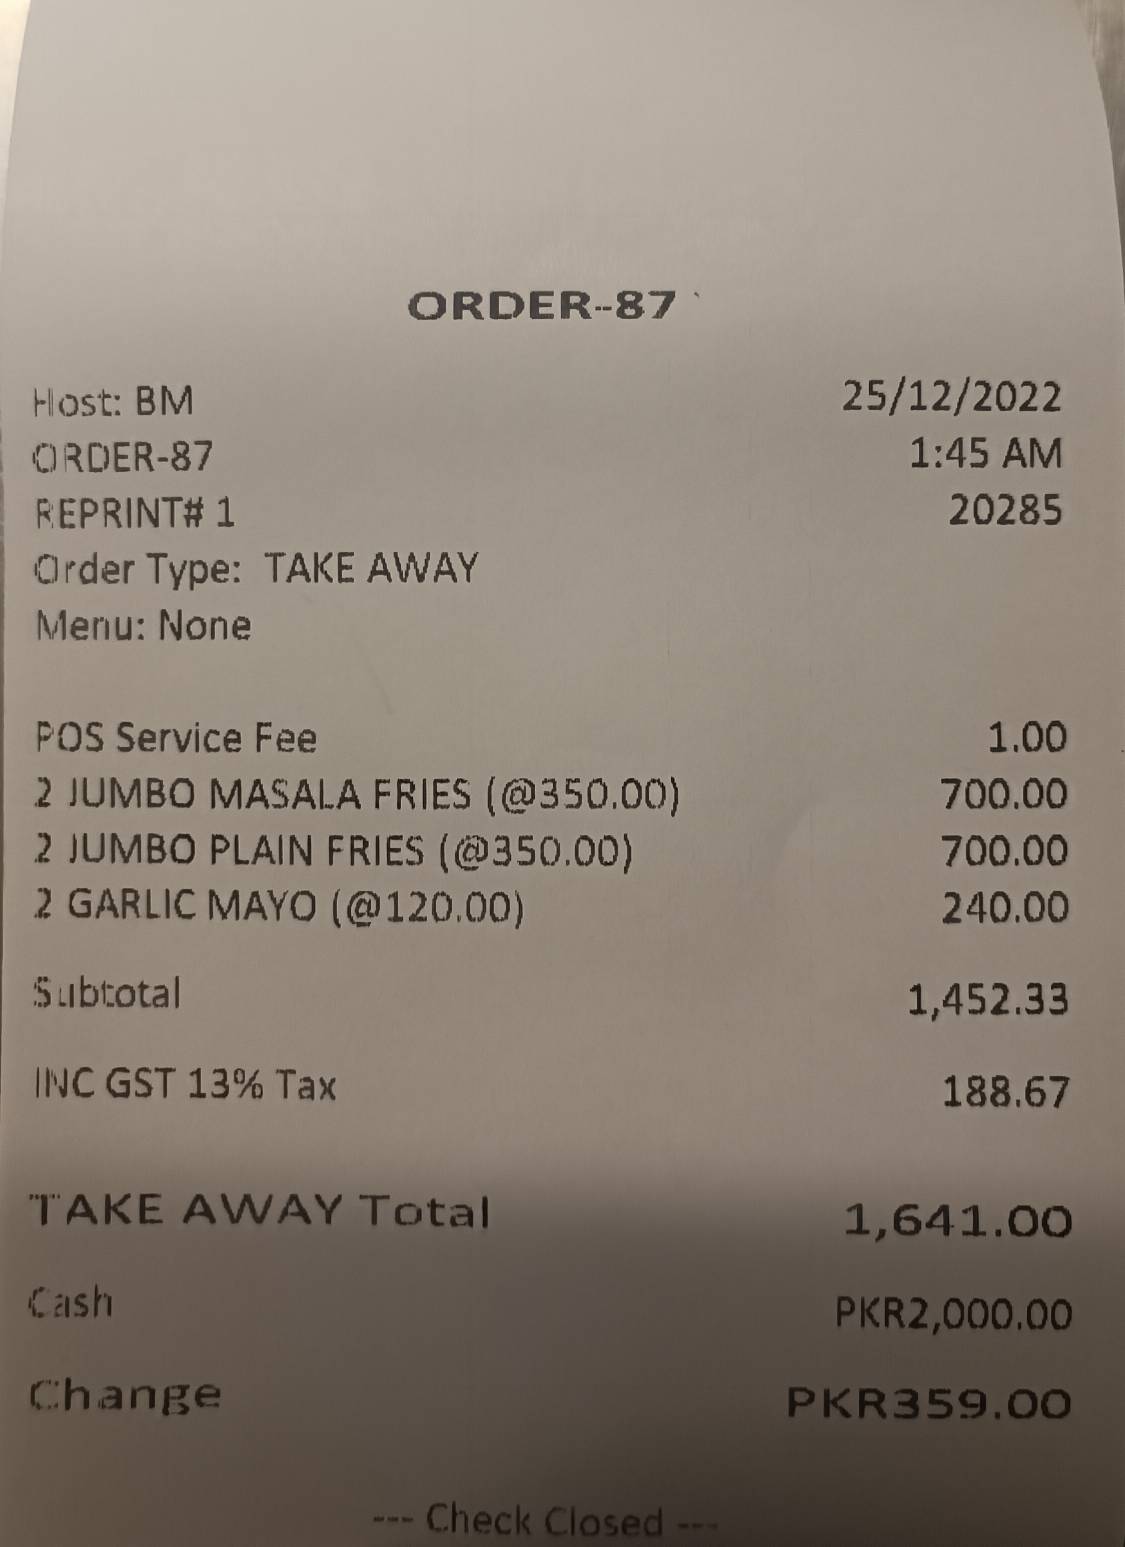 ORDER-87
Host: BM 25/12/2022
ORDER-87 1:45 AM
REPRINT# 1 20285
Order Type: TAKE AWAY
Menu: None
POS Service Fee 1.00
2 JUMBO MASALA FRIES (@350.00) 700.00
2 JUMBO PLAIN FRIES (@350.00) 700.00
2 GARLIC MAYO (@120.00) 240.00
Subtotal 1,452.33
INC GST 13% Tax 188.67
TAKE AWAY Total 1,641.00
Cash PKR2,000.00
Change PKR359.00
--- Check Closed ---